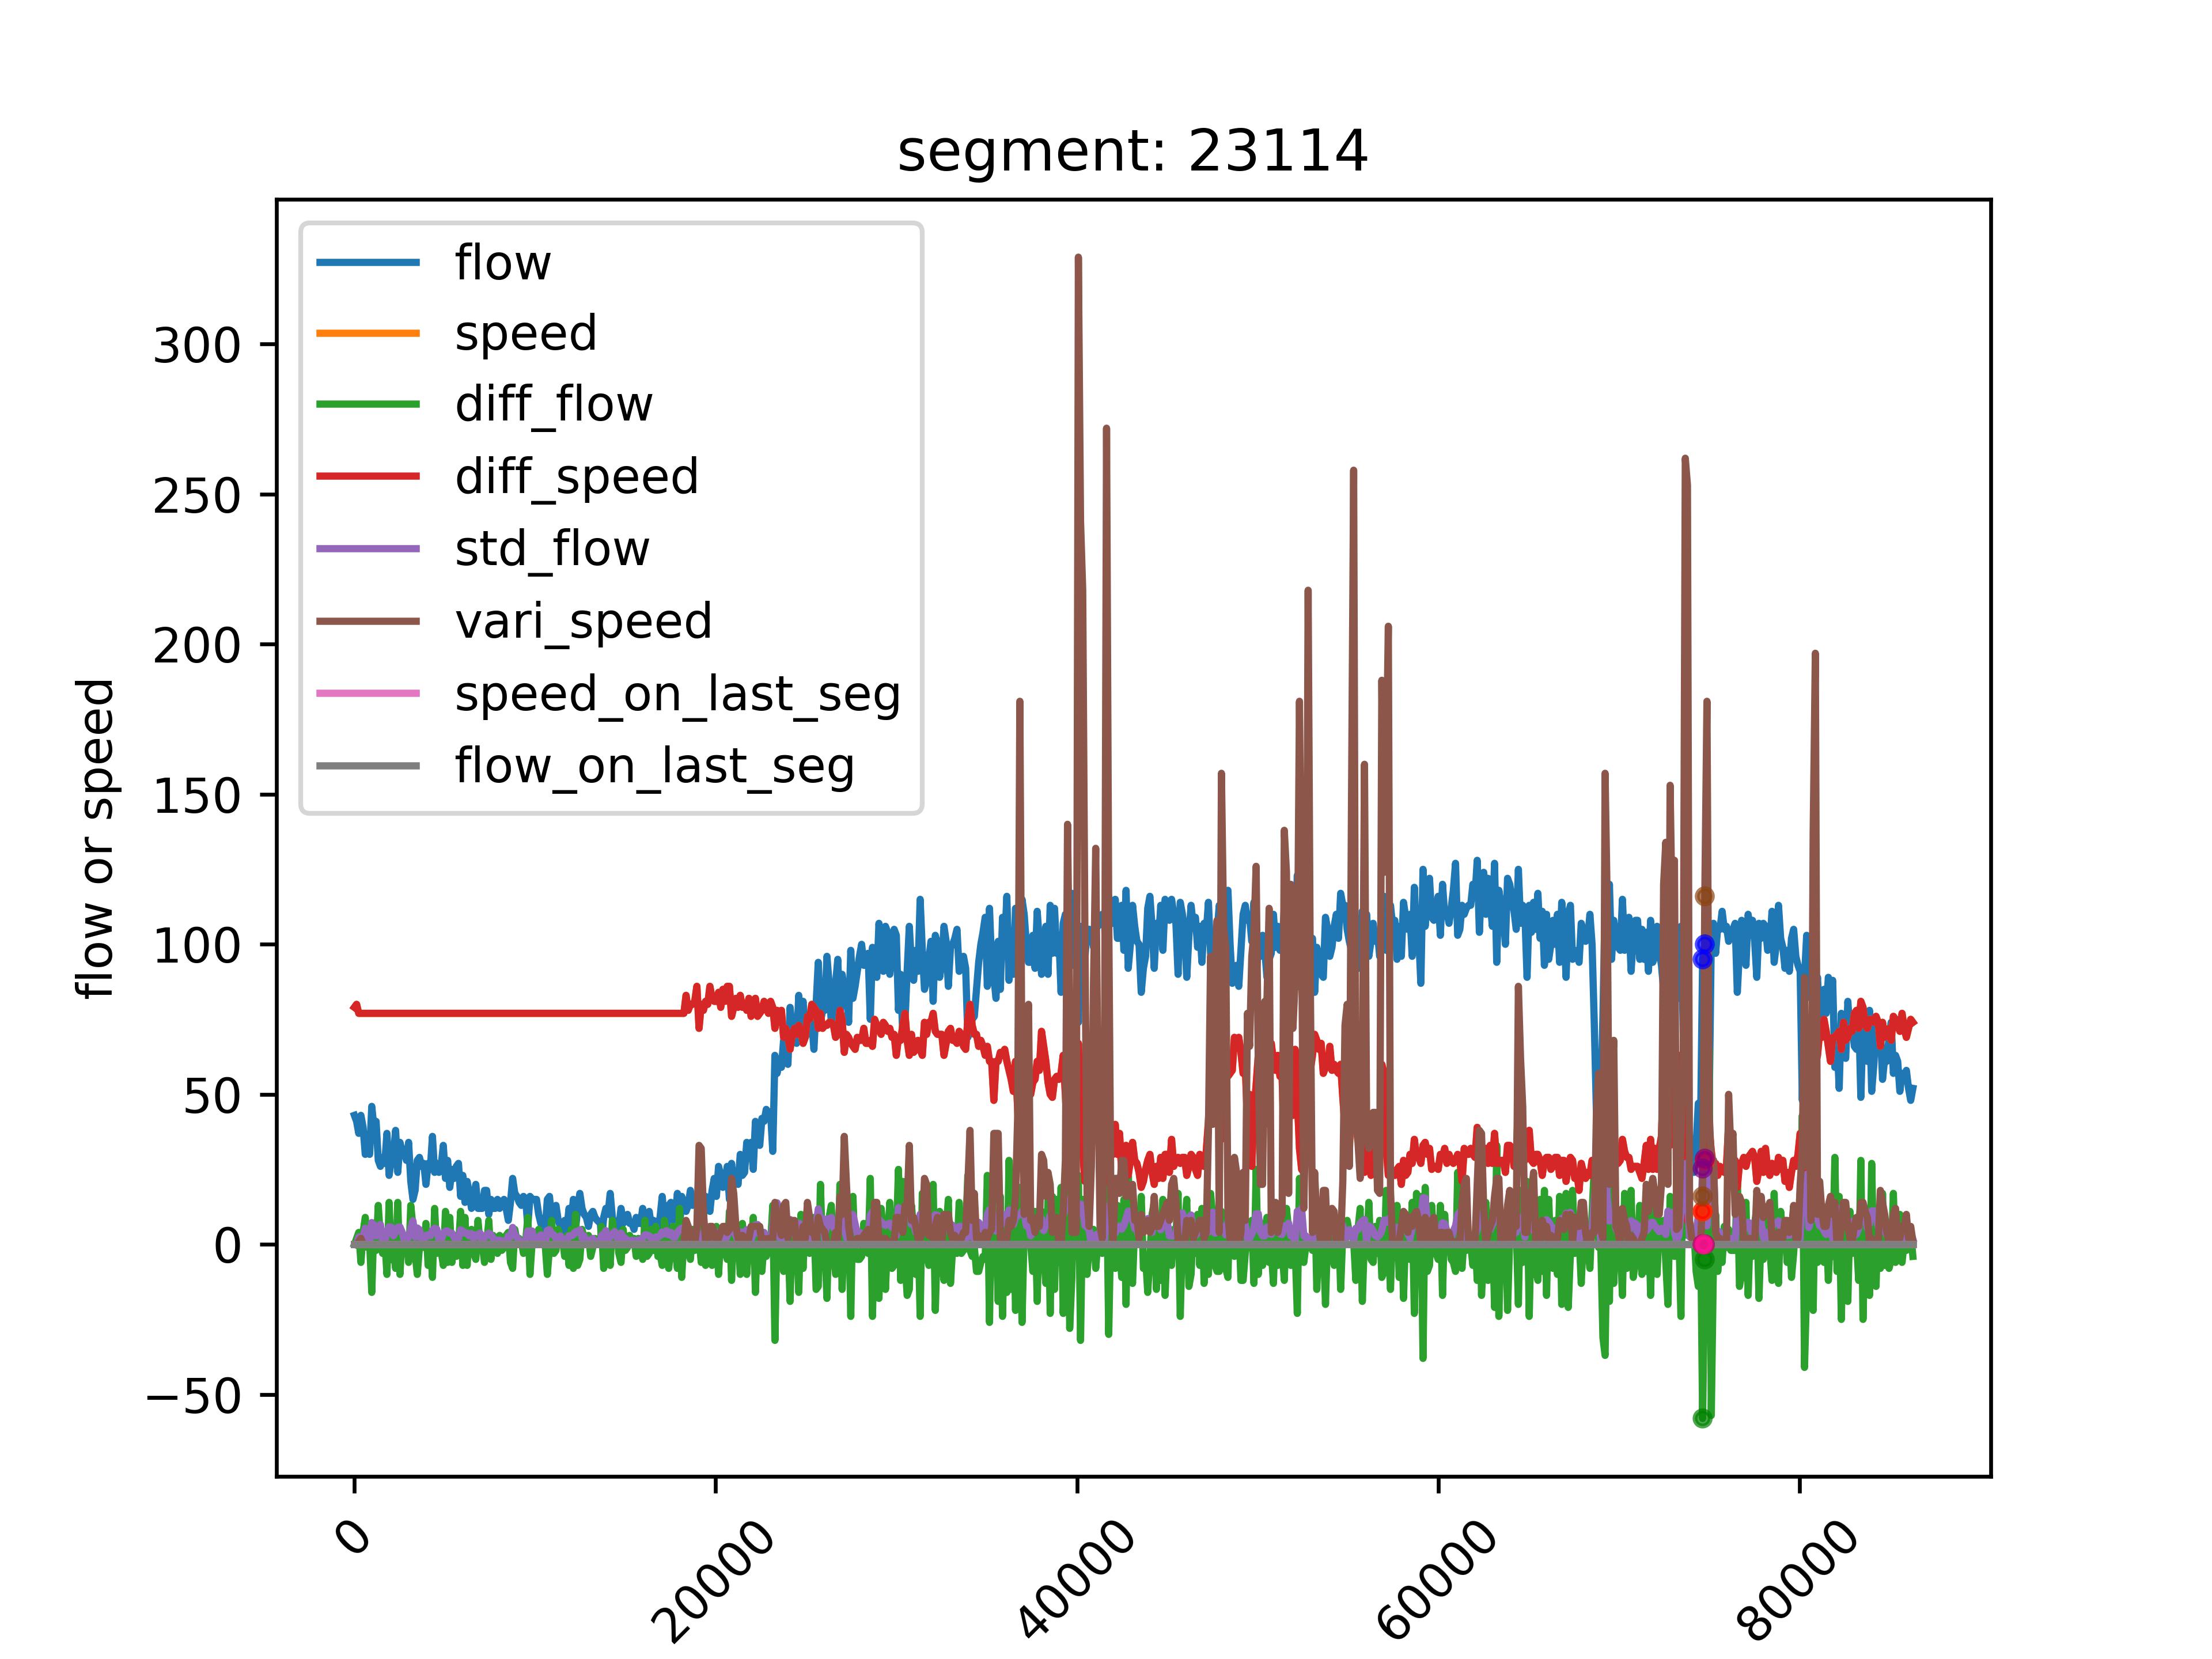 segment: 23114
flow
speed
diff_flow
diff_speed
std_flow
vari_speed
speed_on_last_seg
flow_on_last_seg
flow or speed
300
250
200
150
100
50
0
−50
0
20000
40000
60000
80000